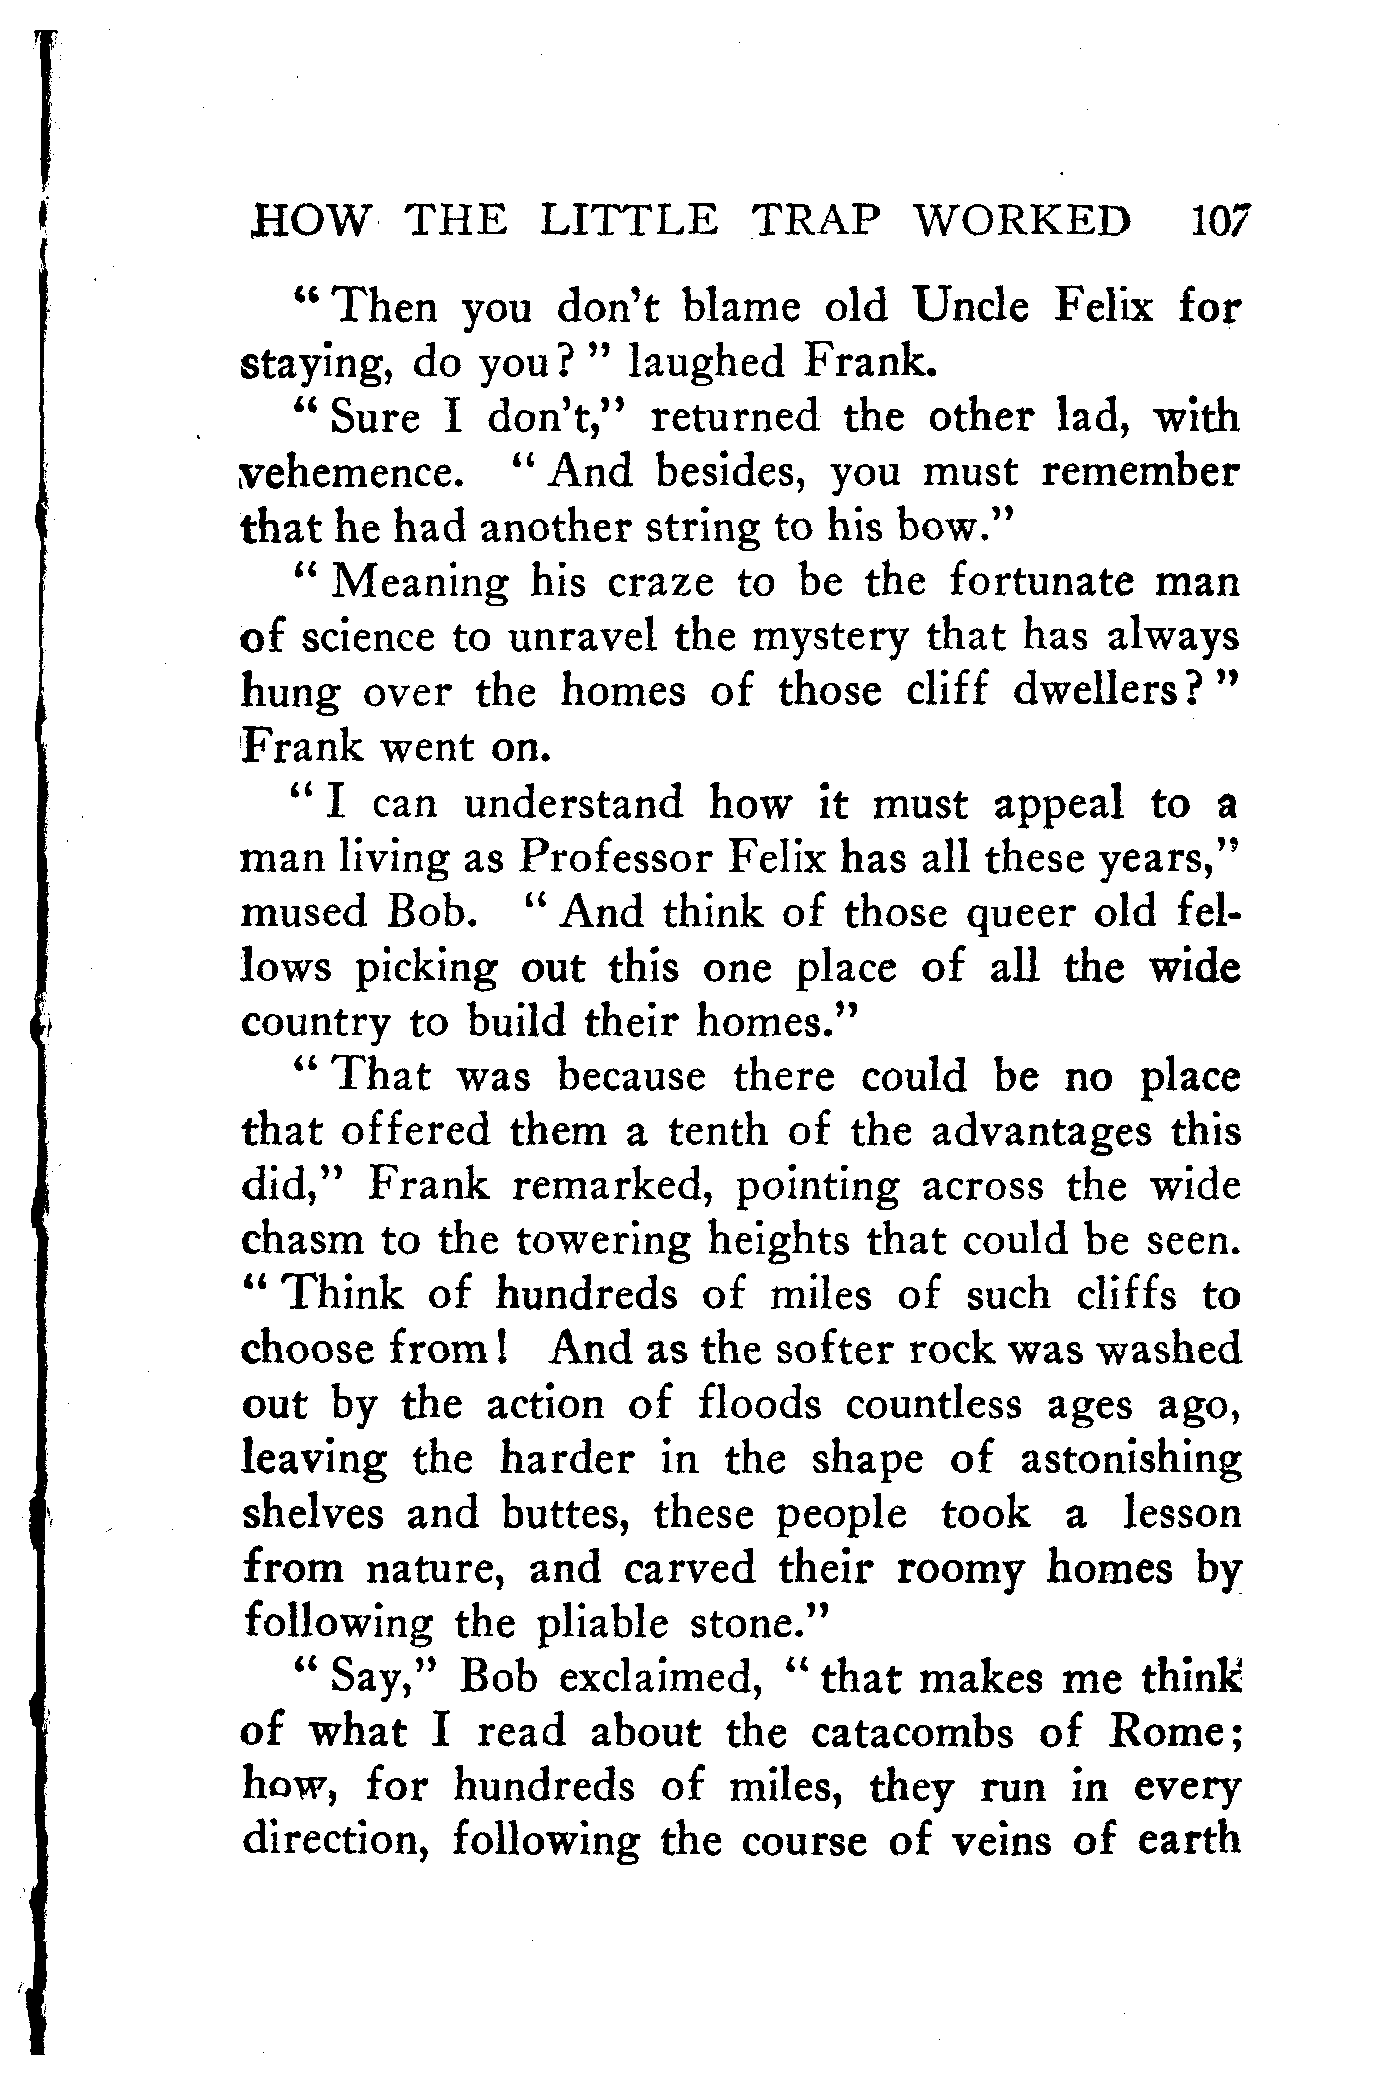 HOW THE LITTLE TRAP WORKED 107
“ Then you don't blame old Uncle Felix for
staying, do you? ” laughed Frank.
“ Sure I don't,” returned the other lad, with
vehemence. “ And besides, you must remember
that he had another string to his bow.”
“ Meaning his craze to be the fortunate man
of science to unravel the mystery that has always
hung over the homes of those cliff dwellers? ”
Frank went on.
“ I can understand how it must appeal to a
man living as Professor Felix has all these years,”
mused Bob. “ And think of those queer old fel-
lows picking out this one place of all the wide
country to build their homes.”
“ That was because there could be no place
that offered them a tenth of the advantages this
did,” Frank remarked, pointing across the wide
chasm to the towering heights that could be seen.
“ Think of hundreds of miles of such cliffs to
choose from! And as the softer rock was washed
out by the action of floods countless ages ago,
leaving the harder in the shape of astonishing
shelves and buttes, these people took a lesson
from nature, and carved their roomy homes by
following the pliable stone.”
“ Say,” Bob exclaimed, “ that makes me think
of what I read about the catacombs of Rome;
how, for hundreds of miles, they run in every
direction, following the course of veins of earth